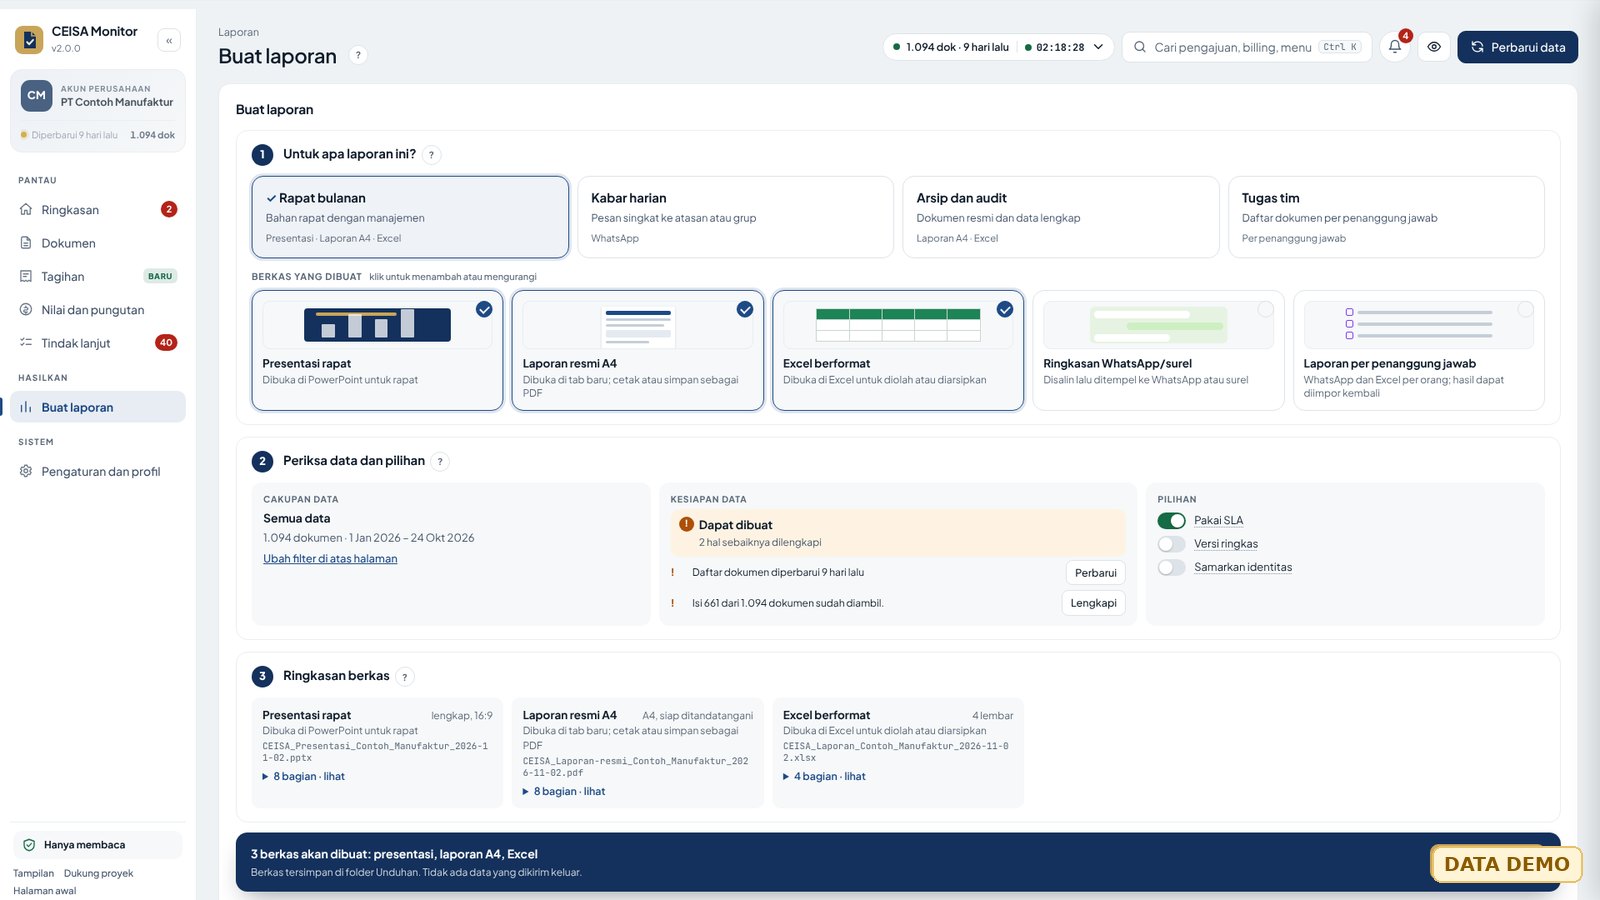 CEISA Monitor
v2.0.0
«
CM
AKUN PERUSAHAAN
PT Contoh Manufaktur
Diperbarui 9 hari lalu
1.094 dok
PANTAU
Ringkasan
2
Dokumen
Tagihan
BARU
Nilai dan pungutan
Tindak lanjut
40
HASILKAN
Buat laporan
SISTEM
Pengaturan dan profil
Hanya membaca
Tampilan
Dukung proyek
Halaman awal
Laporan
Buat laporan
?
1.094 dok · 9 hari lalu
02:18:28
Cari pengajuan, billing, menu
Ctrl K
4
Perbarui data
Buat laporan
1
Untuk apa laporan ini?
?
✓ Rapat bulanan
Bahan rapat dengan manajemen
Presentasi · Laporan A4 · Excel
Kabar harian
Pesan singkat ke atasan atau grup
WhatsApp
Arsip dan audit
Dokumen resmi dan data lengkap
Laporan A4 · Excel
Tugas tim
Daftar dokumen per penanggung jawab
Per penanggung jawab
BERKAS YANG DIBUAT
klik untuk menambah atau mengurangi
Presentasi rapat
Dibuka di PowerPoint untuk rapat
Laporan resmi A4
Dibuka di tab baru; cetak atau simpan sebagai
PDF
Excel berformat
Dibuka di Excel untuk diolah atau diarsipkan
Ringkasan WhatsApp/surel
Disalin lalu ditempel ke WhatsApp atau surel
Laporan per penanggung jawab
WhatsApp dan Excel per orang; hasil dapat
diimpor kembali
2
Periksa data dan pilihan
?
CAKUPAN DATA
Semua data
1.094 dokumen · 1 Jan 2026 – 24 Okt 2026
Ubah filter di atas halaman
KESIAPAN DATA
!
Dapat dibuat
2 hal sebaiknya dilengkapi
!
Daftar dokumen diperbarui 9 hari lalu
Perbarui
!
Isi 661 dari 1.094 dokumen sudah diambil.
Lengkapi
PILIHAN
Pakai SLA
Versi ringkas
Samarkan identitas
3
Ringkasan berkas
?
Presentasi rapat
lengkap, 16:9
Dibuka di PowerPoint untuk rapat
CEISA_Presentasi_Contoh_Manufaktur_2026-1
1-02.pptx
▶ 8 bagian · lihat
Laporan resmi A4
A4, siap ditandatangani
Dibuka di tab baru; cetak atau simpan sebagai
PDF
CEISA_Laporan-resmi_Contoh_Manufaktur_202
6-11-02.pdf
▶ 8 bagian · lihat
Excel berformat
4 lembar
Dibuka di Excel untuk diolah atau diarsipkan
CEISA_Laporan_Contoh_Manufaktur_2026-11-0
2.xlsx
▶ 4 bagian · lihat
3 berkas akan dibuat: presentasi, laporan A4, Excel
Berkas tersimpan di folder Unduhan. Tidak ada data yang dikirim keluar.
DATA DEMO